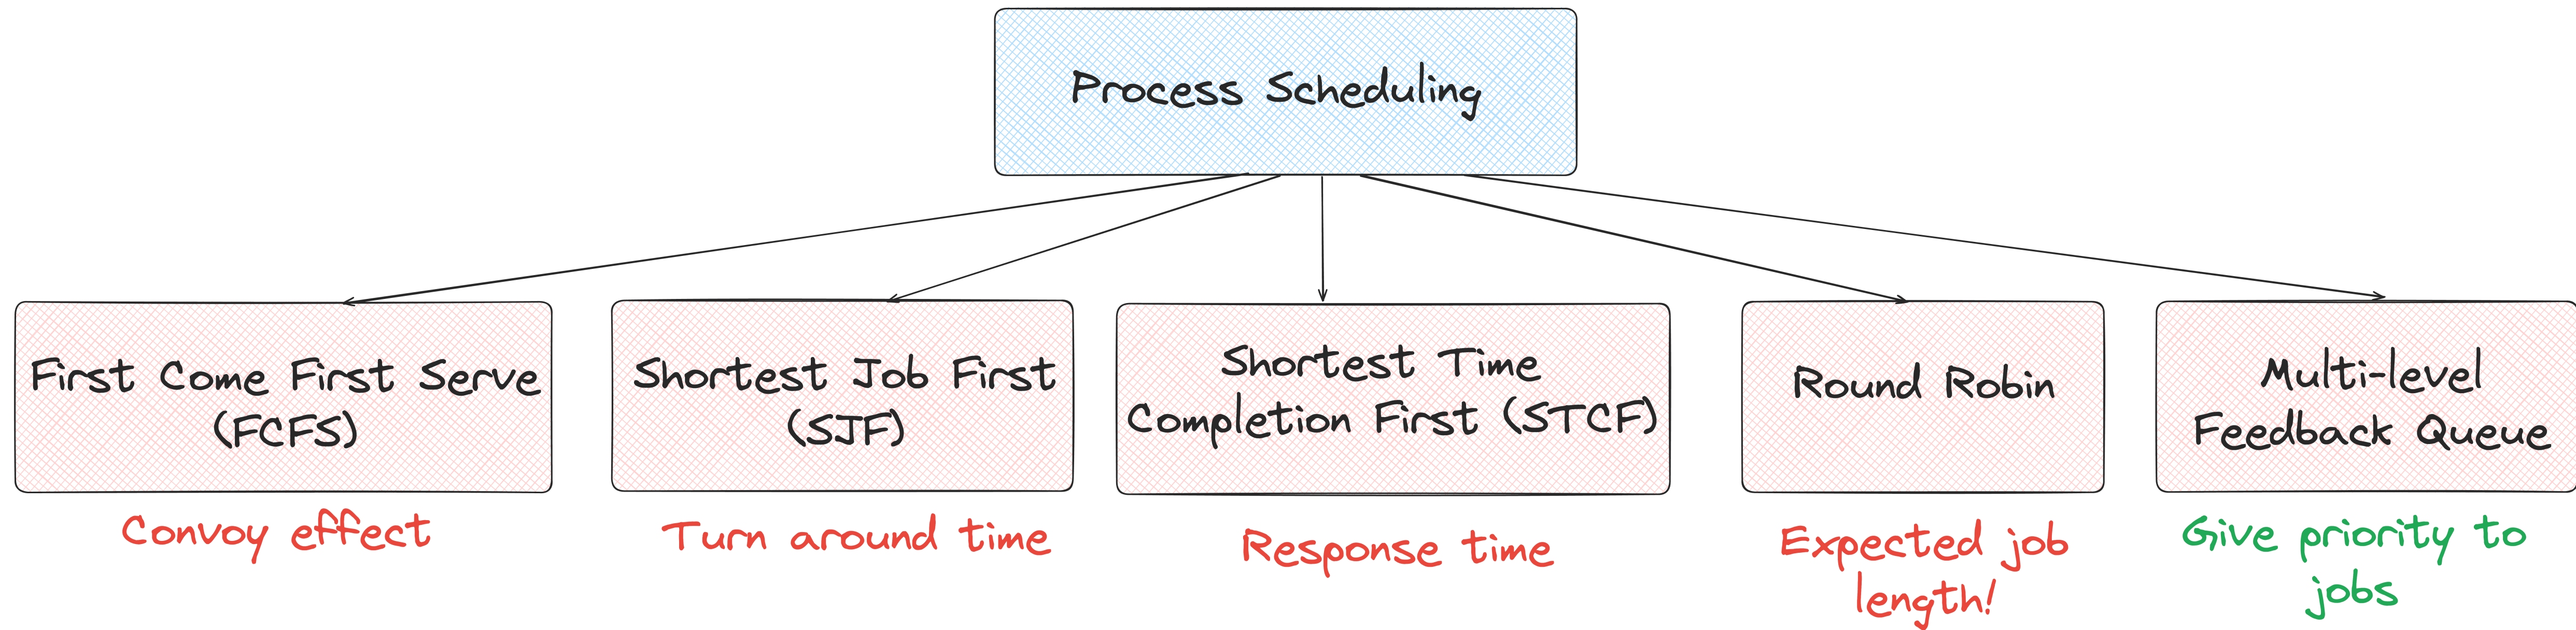 Process Scheduling
First Come First Serve
(FCFS)
Shortest Job First
(SJF)
Shortest Time
Completion First (STCF)
Round Robin
Multi-level
Feedback Queue
Convoy effect
Turn around time
Response time
Expected job
length!
Give priority to
jobs